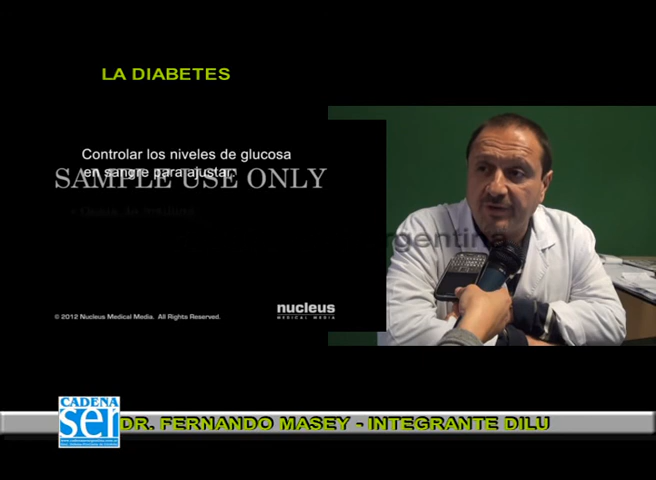 LA DIABETES
Controlar los niveles de glucosa
en sangre para ajustar,
SAMPLE USE ONLY
Argentina
© 2012 Nucleus Medical Media. All Rights Reserved.
nucleus
MEDICAL MEDIA
CADENA
ser
DR. FERNANDO MASEY - INTEGRANTE DILU